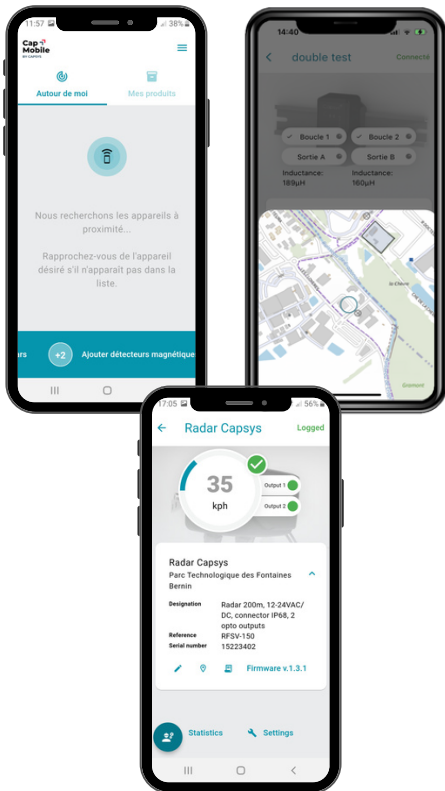 11:57
38%
Cap
Mobile
BY CAPSYS
Autour de moi
Mes produits
Nous recherchons les appareils à
proximité...
Rapprochez-vous de l'appareil
désiré s'il n'apparaît pas dans la
liste.
rs
+2
Ajouter détecteurs magnétique
14:40
double test
Connecté
Boucle 1
Boucle 2
Sortie A
Sortie B
Inductance:
189µH
Inductance:
160µH
17:05
56%
Radar Capsys
Logged
35
kph
Output 1
Output 2
Radar Capsys
Parc Technologique des Fontaines
Bernin
Designation
Radar 200m, 12-24VAC/
DC, connector IP68, 2
opto outputs
Reference
RFSV-150
Serial number
15223402
Firmware v.1.3.1
Statistics
Settings